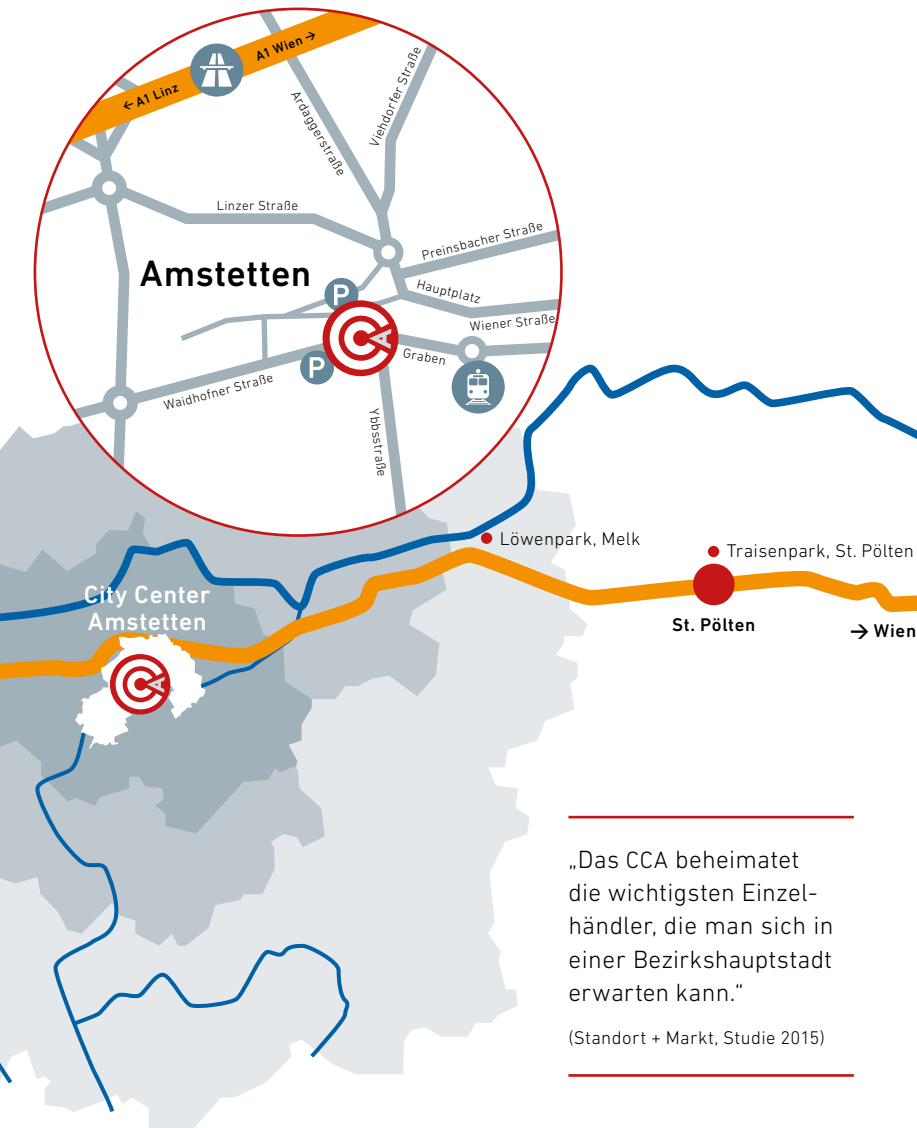 ← A1 Linz
A1 Wien →
Ardaggerstraße
Viehdorfer Straße
Linzer Straße
Preinsbacher Straße
Amstetten
P
Hauptplatz
Wiener Straße
A
Graben
P
Waidhofner Straße
Ybbsstraße
Löwenpark, Melk
Traisenpark, St. Pölten
City Center
Amstetten
St. Pölten
→ Wien
A
„Das CCA beheimatet
die wichtigsten Einzel-
händler, die man sich in
einer Bezirkshauptstadt
erwarten kann.“
(Standort + Markt, Studie 2015)